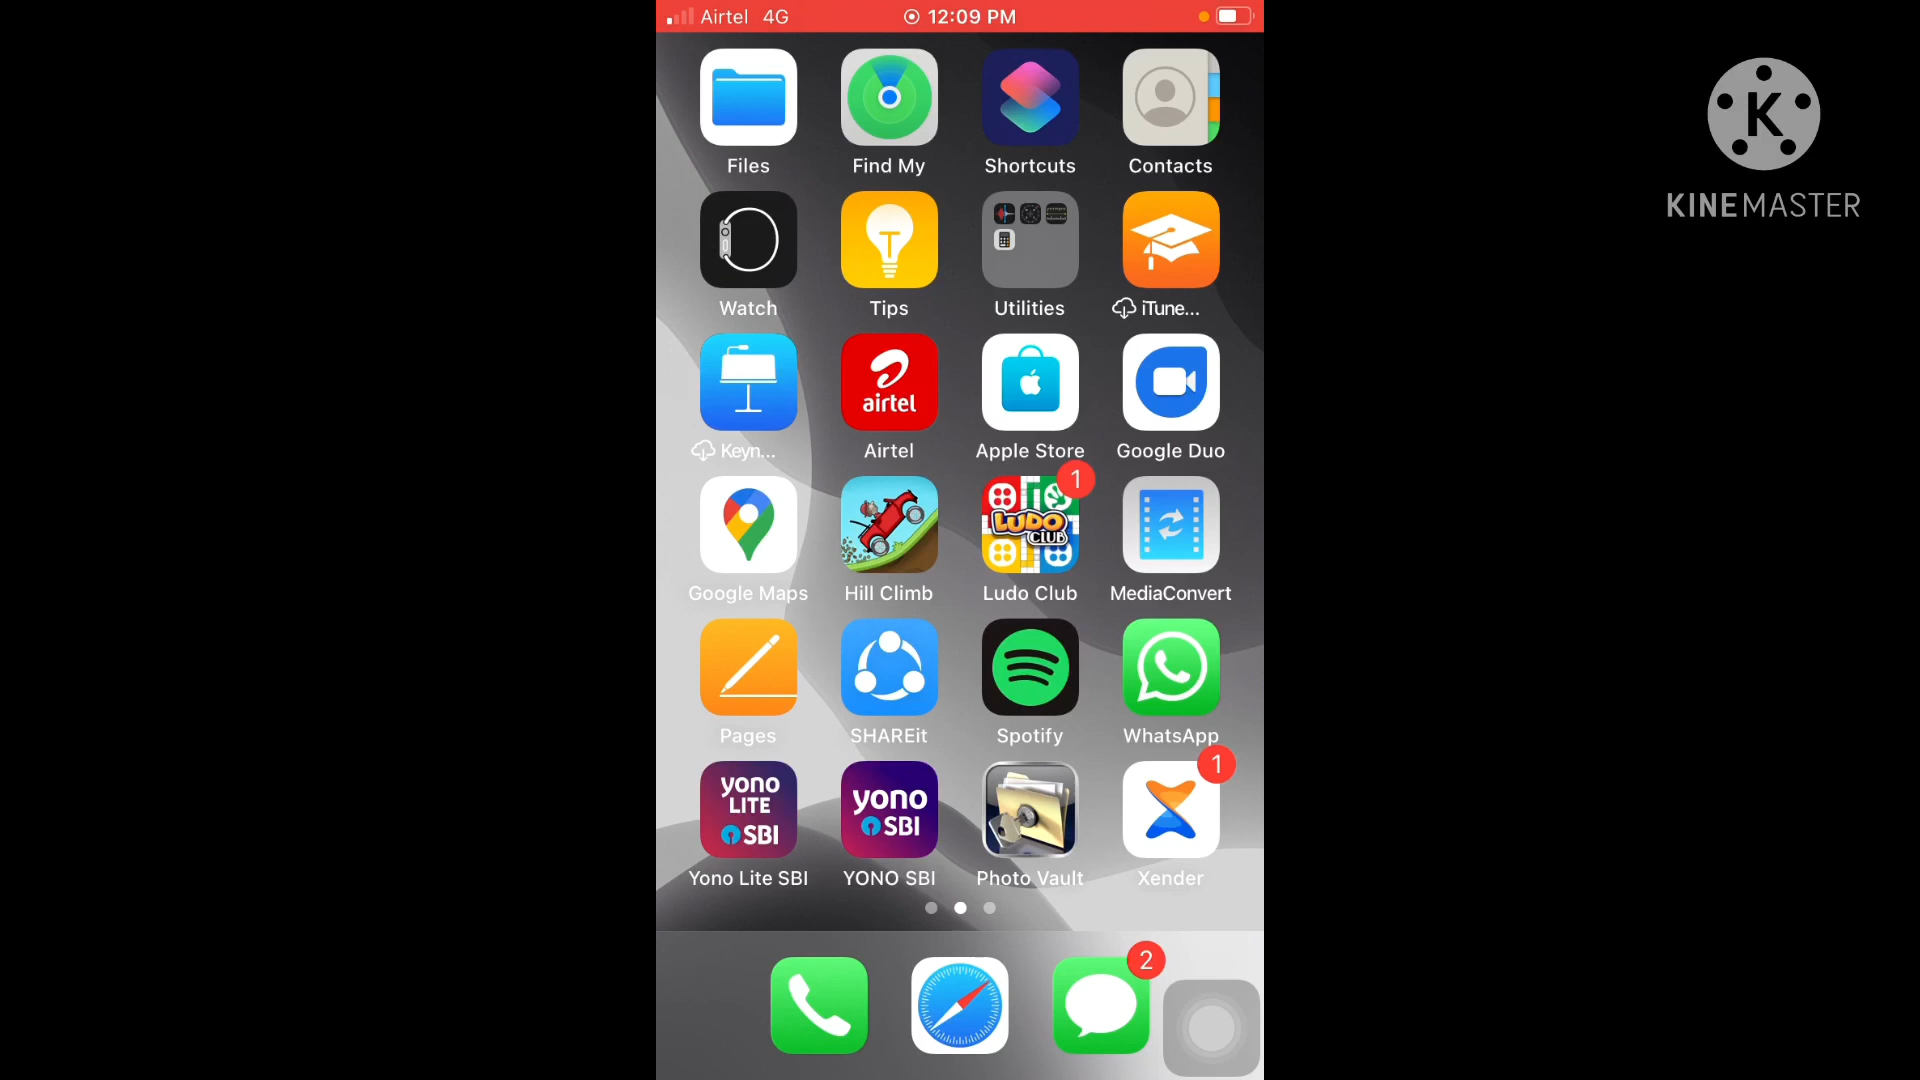 Airtel 4G 12:09 PM
K
KINEMASTER
Files Find My Shortcuts Contacts
Watch Tips Utilities iTune...
airtel
Keyn... Airtel Apple Store Google Duo
1
LUDO
CLUB
Google Maps Hill Climb Ludo Club MediaConvert
Pages SHAREit Spotify WhatsApp
1
yono
LITE
SBI
yono
SBI
Yono Lite SBI YONO SBI Photo Vault Xender
2